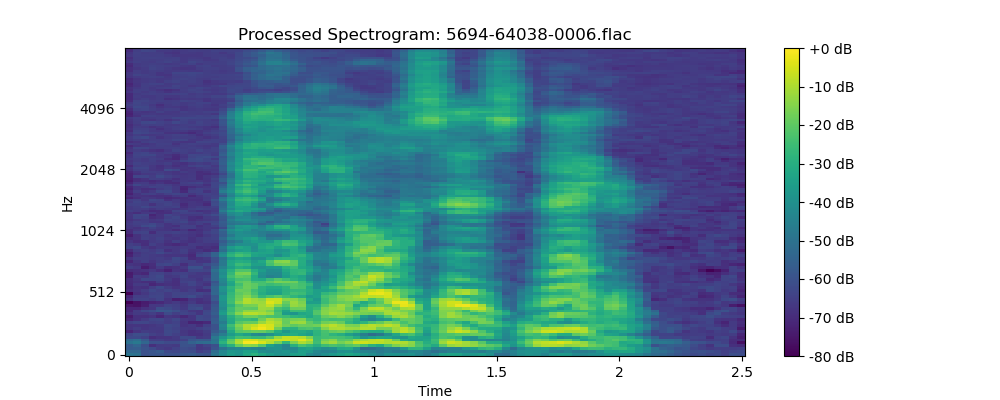 Processed Spectrogram: 5694-64038-0006.flac
+0 dB
4096
-10 dB
-20 dB
2048
-30 dB
Hz
-40 dB
1024
-50 dB
512
-60 dB
-70 dB
0
-80 dB
0 0.5 1 1.5 2 2.5
Time